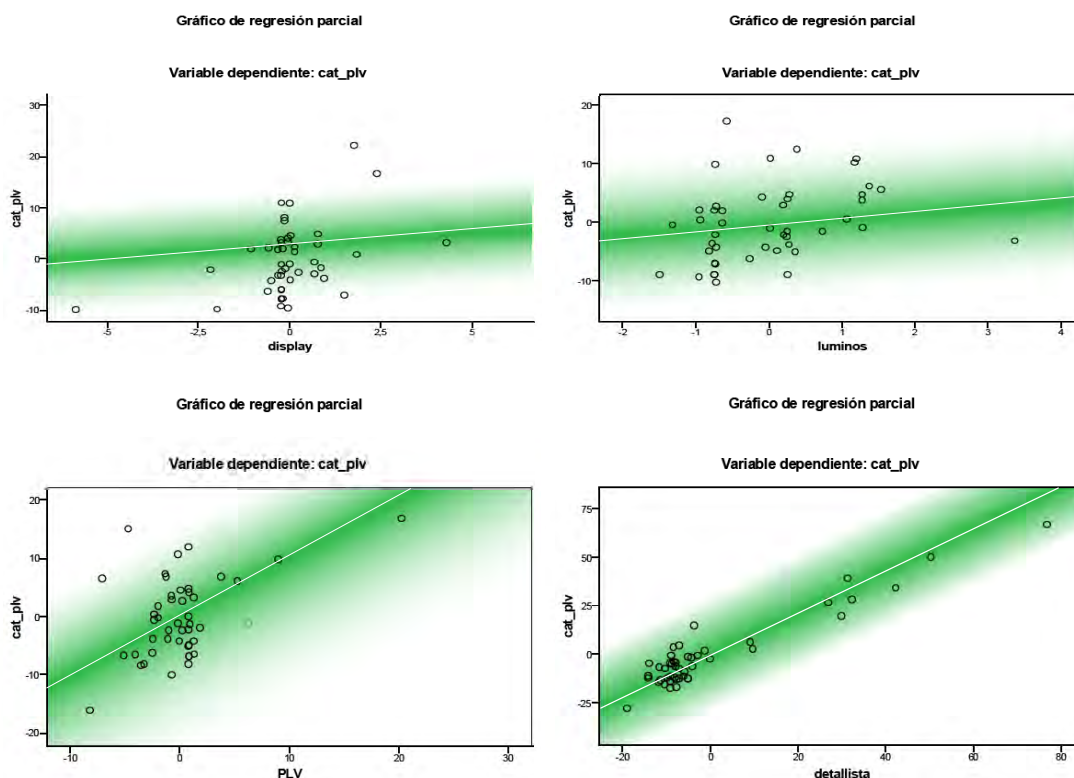 Gráfico de regresión parcial
Variable dependiente: cat_plv
cat_plv
30
20
10
0
-10
-5
-2,5
0
2,5
5
display
Gráfico de regresión parcial
Variable dependiente: cat_plv
cat_plv
20
10
0
-10
-2
-1
0
1
2
3
4
luminos
Gráfico de regresión parcial
Variable dependiente: cat_plv
cat_plv
20
10
0
-10
-20
-10
0
10
20
30
PLV
Gráfico de regresión parcial
Variable dependiente: cat_plv
cat_plv
75
50
25
0
-25
-20
0
20
40
60
80
detallista